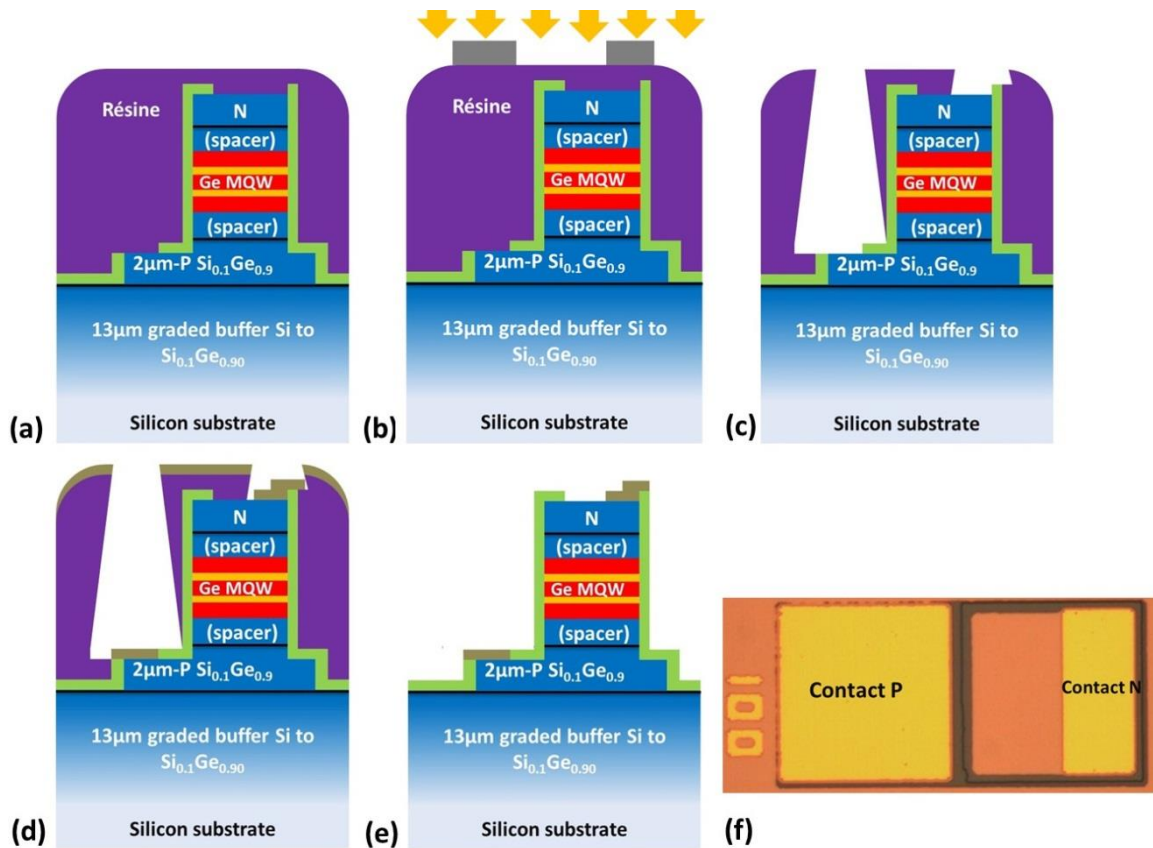 Résine
N
(spacer)
Ge MQW
(spacer)
2μm-P Si0.1Ge0.9
13μm graded buffer Si to
Si0.1Ge0.90
Silicon substrate
(a)
Résine
N
(spacer)
Ge MQW
(spacer)
2μm-P Si0.1Ge0.9
13μm graded buffer Si to
Si0.1Ge0.90
Silicon substrate
(b)
N
(spacer)
Ge MQW
(spacer)
2μm-P Si0.1Ge0.9
13μm graded buffer Si to
Si0.1Ge0.90
Silicon substrate
(c)
N
(spacer)
Ge MQW
(spacer)
2μm-P Si0.1Ge0.9
13μm graded buffer Si to
Si0.1Ge0.90
Silicon substrate
(d)
N
(spacer)
Ge MQW
(spacer)
2μm-P Si0.1Ge0.9
13μm graded buffer Si to
Si0.1Ge0.90
Silicon substrate
(e)
Contact P
Contact N
(f)